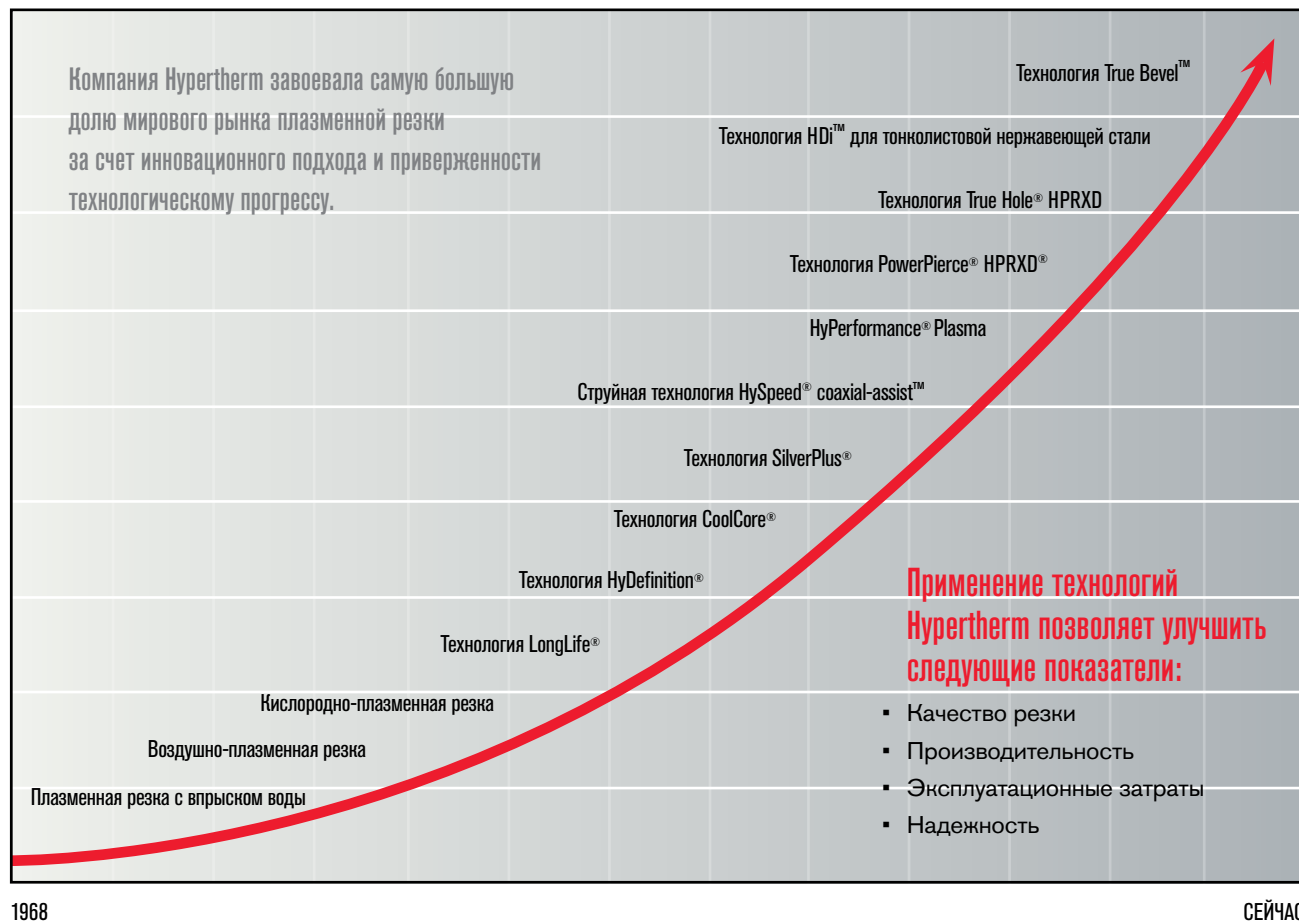 Компания Hypertherm завоевала самую большую
долю мирового рынка плазменной резки
за счет инновационного подхода и приверженности
технологическому прогрессу.
Технология True Bevel™
Технология HDi™ для тонколистовой нержавеющей стали
Технология True Hole® HPRXD
Технология PowerPierce® HPRXD®
HyPerformance® Plasma
Струйная технология HySpeed® coaxial-assist™
Технология SilverPlus®
Технология CoolCore®
Технология HyDefinition®
Технология LongLife®
Кислородно-плазменная резка
Воздушно-плазменная резка
Плазменная резка с впрыском воды
Применение технологий
Hypertherm позволяет улучшить
следующие показатели:
▪ Качество резки
▪ Производительность
▪ Эксплуатационные затраты
▪ Надежность
1968
СЕЙЧАС